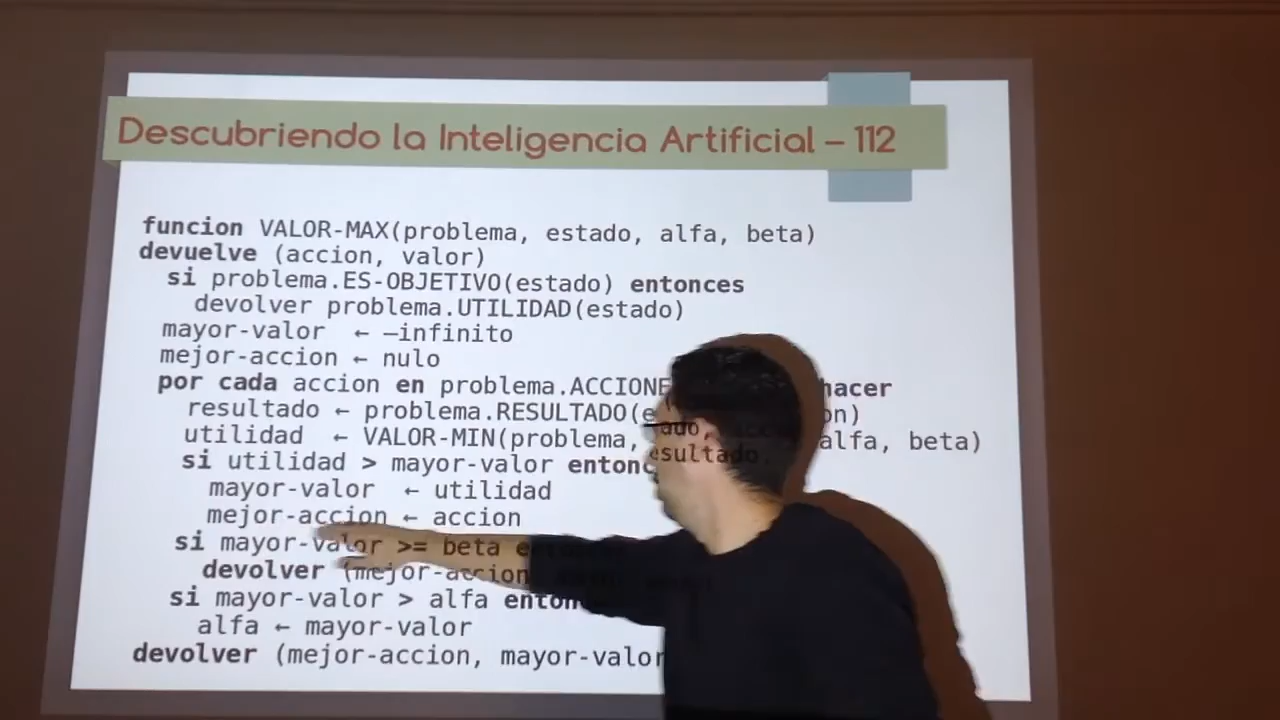 Descubriendo la Inteligencia Artificial – 112
funcion VALOR-MAX(problema, estado, alfa, beta)
devuelve (accion, valor)
si problema.ES-OBJETIVO(estado) entonces
devolver problema.UTILIDAD(estado)
mayor-valor ← –infinito
mejor-accion ← nulo
por cada accion en hacer
resultado ← problema.RESULTADO(
utilidad ← VALOR-MIN(problema, resultado, alfa, beta)
si utilidad > mayor-valor
mayor-valor ← utilidad
mejor-accion ← accion
si mayor-valor >= beta
devolver (mejor-accion
si mayor-valor > alfa
alfa ← mayor-valor
devolver (mejor-accion, mayor-valor